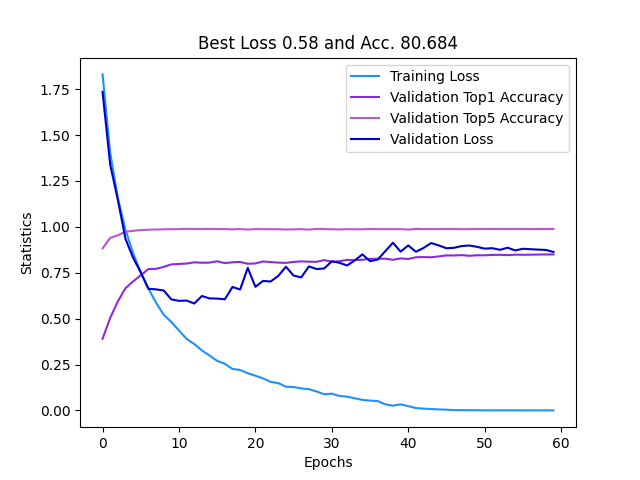 Best Loss 0.58 and Acc. 80.684
Training Loss
Validation Top1 Accuracy
Validation Top5 Accuracy
Validation Loss
1.75
1.50
1.25
1.00
0.75
0.50
0.25
0.00
Statistics
0 10 20 30 40 50 60
Epochs